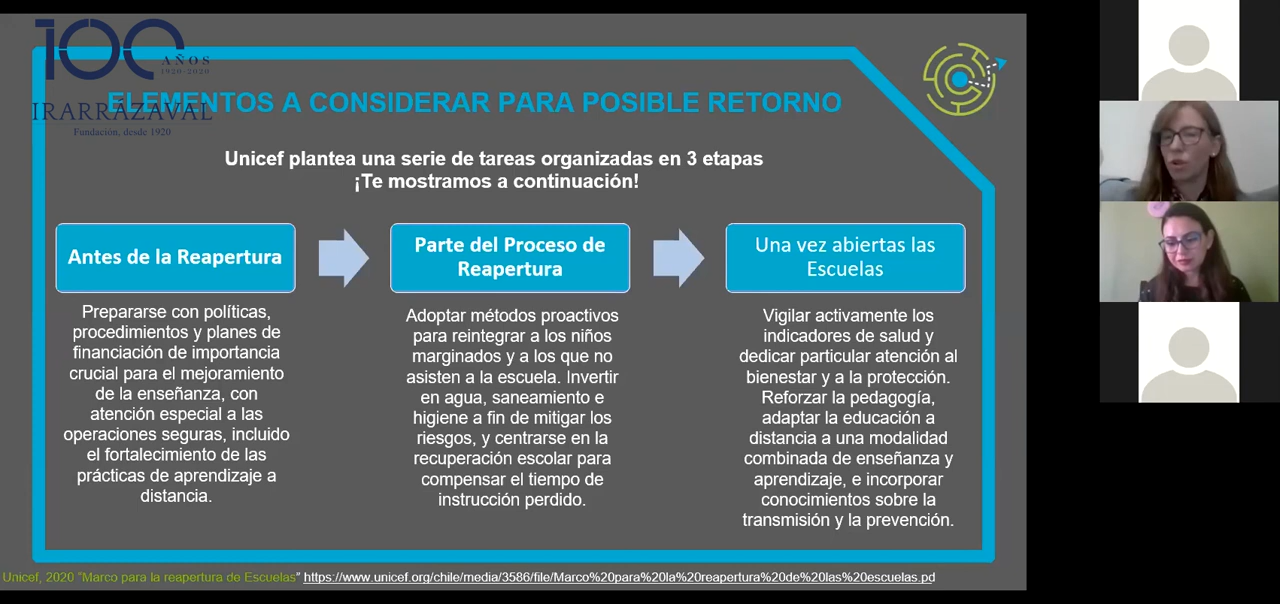 100
AÑOS
1920-2020
IRARRAZAVAL
Fundación, desde 1920
ELEMENTOS A CONSIDERAR PARA POSIBLE RETORNO
Unicef plantea una serie de tareas organizadas en 3 etapas
¡Te mostramos a continuación!
Antes de la Reapertura
Prepararse con políticas,
procedimientos y planes de
financiación de importancia
crucial para el mejoramiento
de la enseñanza, con
atención especial a las
operaciones seguras, incluido
el fortalecimiento de las
prácticas de aprendizaje a
distancia.
Parte del Proceso de
Reapertura
Adoptar métodos proactivos
para reintegrar a los niños
marginados y a los que no
asisten a la escuela. Invertir
en agua, saneamiento e
higiene a fin de mitigar los
riesgos, y centrarse en la
recuperación escolar para
compensar el tiempo de
instrucción perdido.
Una vez abiertas las
Escuelas
Vigilar activamente los
indicadores de salud y
dedicar particular atención al
bienestar y a la protección.
Reforzar la pedagogía,
adaptar la educación a
distancia a una modalidad
combinada de enseñanza y
aprendizaje, e incorporar
conocimientos sobre la
transmisión y la prevención.
Unicef, 2020 “Marco para la reapertura de Escuelas” https://www.unicef.org/chile/media/3586/file/Marco%20para%20la%20reapertura%20de%20las%20escuelas.pd